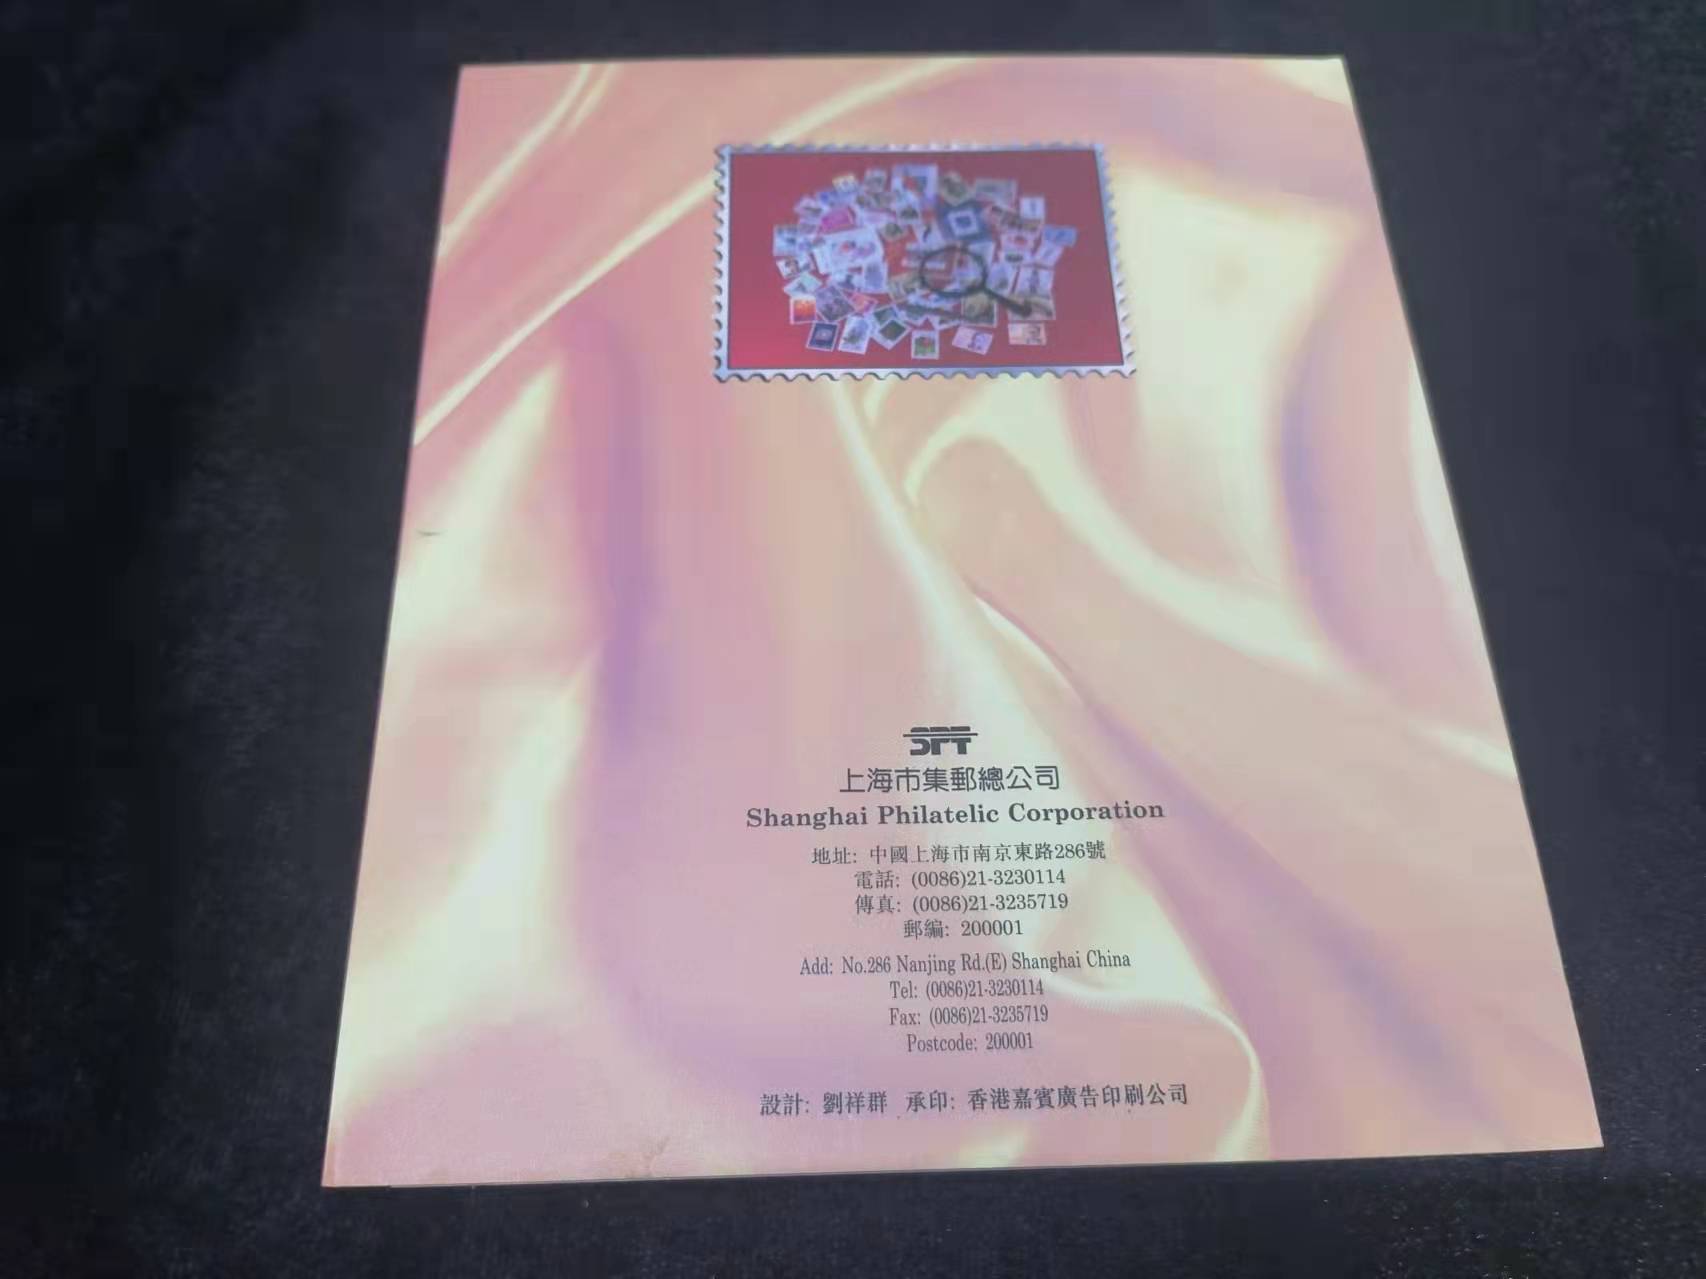 SPT
上海市集郵總公司
Shanghai Philatelic Corporation
地址: 中國上海市南京東路286號
電話: (0086)21-3230114
傳真: (0086)21-3235719
郵編: 200001
Add: No.286 Nanjing Rd.(E) Shanghai China
Tel: (0086)21-3230114
Fax: (0086)21-3235719
Postcode: 200001
設計: 劉祥群 承印: 香港嘉賓廣告印刷公司